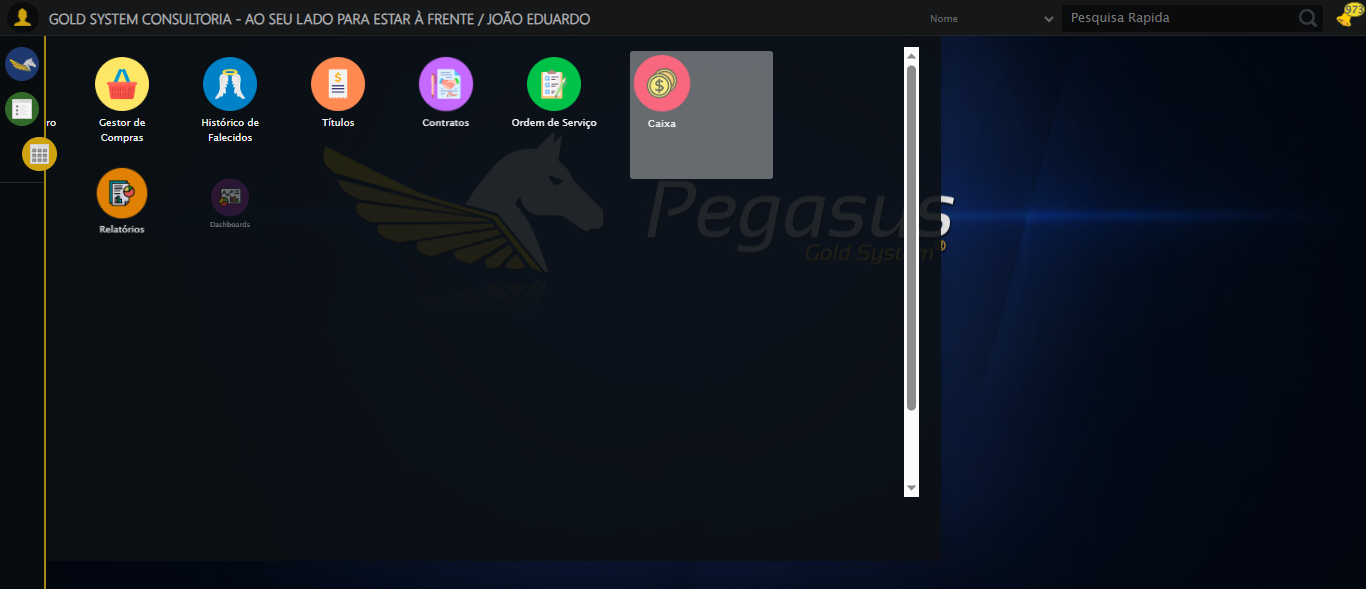 GOLD SYSTEM CONSULTORIA - AO SEU LADO PARA ESTAR À FRENTE / JOÃO EDUARDO
Nome
Pesquisa Rapida
973
ro
Gestor de
Compras
Histórico de
Falecidos
Títulos
Contratos
Ordem de Serviço
Caixa
Relatórios
Dashboards
Pegasus
Gold System®